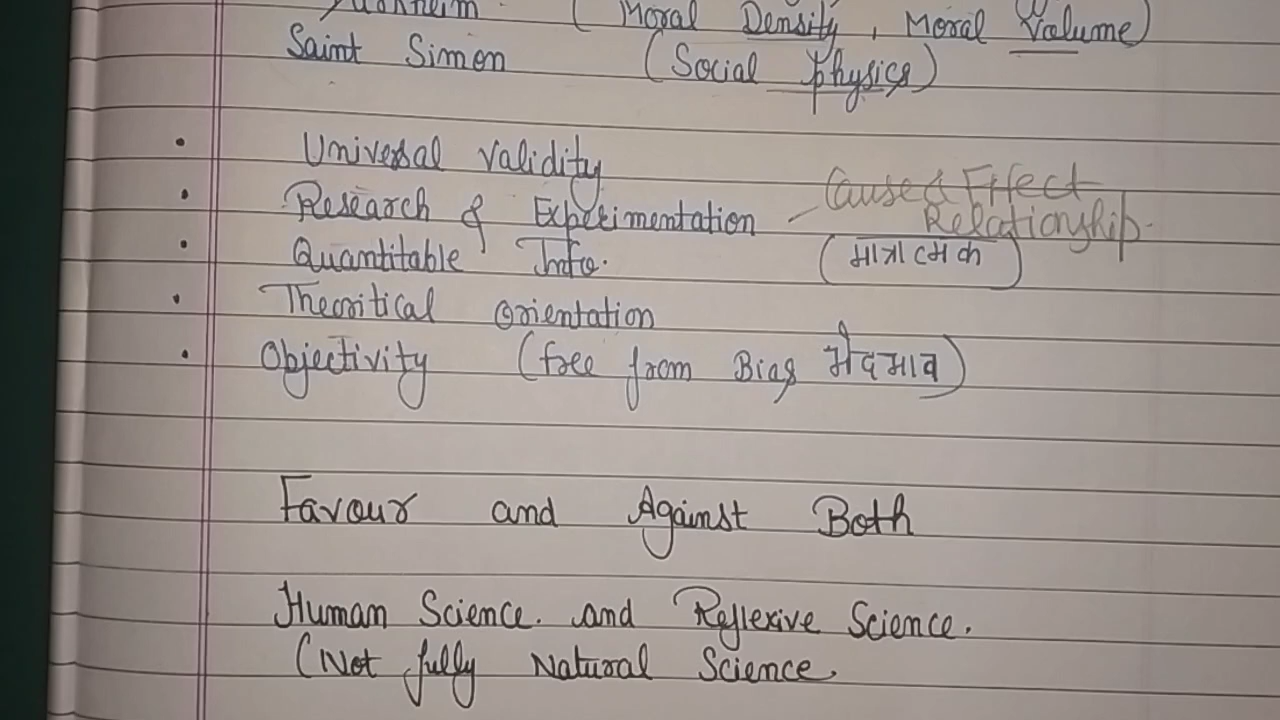 Durkheim (Moral Density, Moral Volume)
Saint Simon (Social Physics)
• Universal Validity
• Research & Experimentation – Cause & Effect Relationship.
• Quantitable Info. (मात्रात्मक)
• Theoritical Orientation
• Objectivity (free from Bias भेदभाव)
Favour and Against Both
Human Science. and Reflexive Science.
(Not fully Natural Science.